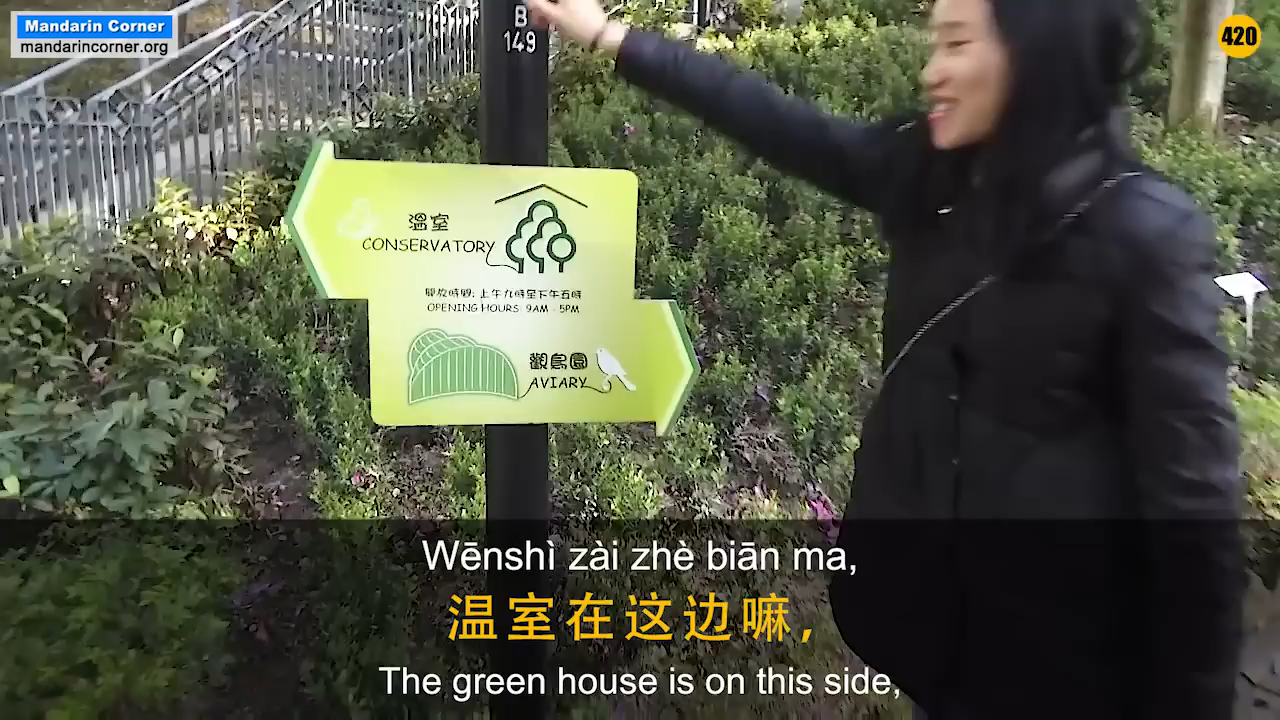 Mandarin Corner
mandarincorner.org
420
B
149
溫室
CONSERVATORY
開放時間: 上午九時至下午五時
OPENING HOURS: 9AM - 5PM
觀鳥園
AVIARY
Wēnshì zài zhè biān ma,
温室在这边嘛,
The green house is on this side,